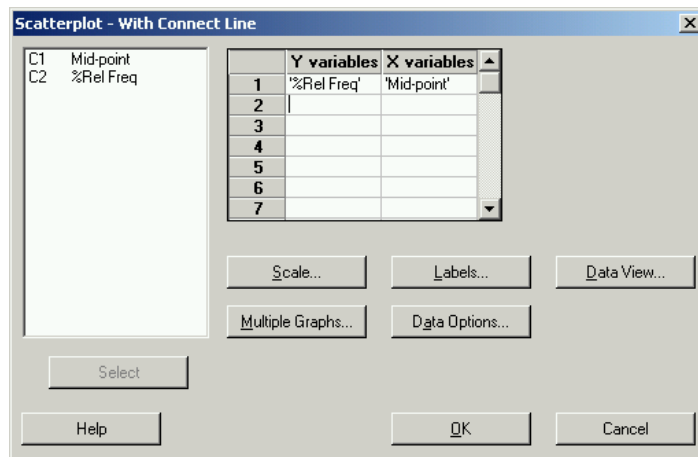 Scatterplot - With Connect Line
C1 Mid-point
C2 %Rel Freq
Y variables X variables
1 '%Rel Freq' 'Mid-point'
2
3
4
5
6
7
Scale... Labels... Data View...
Multiple Graphs... Data Options...
Select
Help OK Cancel